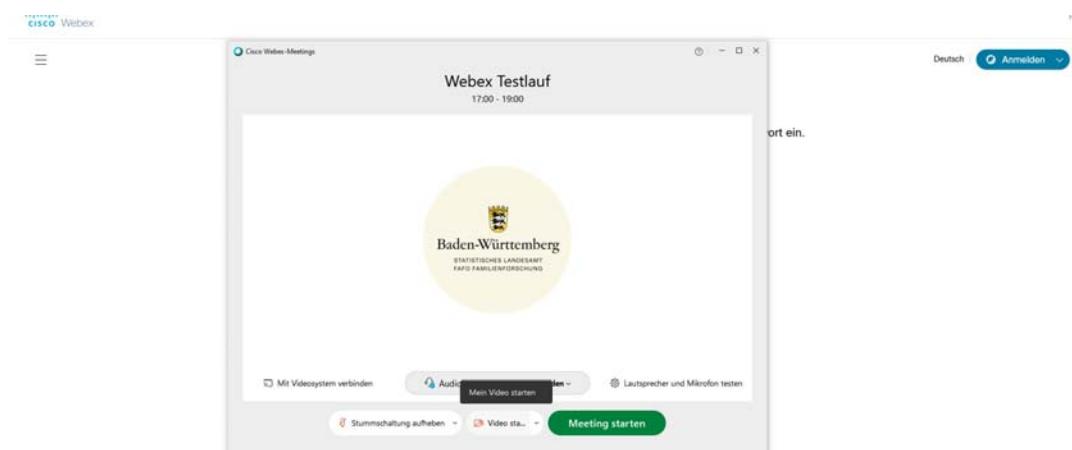 cisco Webex
Cisco Webex-Meetings
Deutsch
Anmelden
Webex Testlauf
17:00 - 19:00
ort ein.
Baden-Württemberg
STATISTISCHES LANDESAMT
FAFO FAMILIENFORSCHUNG
Mit Videosystem verbinden
Audio
Lautsprecher und Mikrofon testen
Mein Video starten
Stummschaltung aufheben
Video sta...
Meeting starten